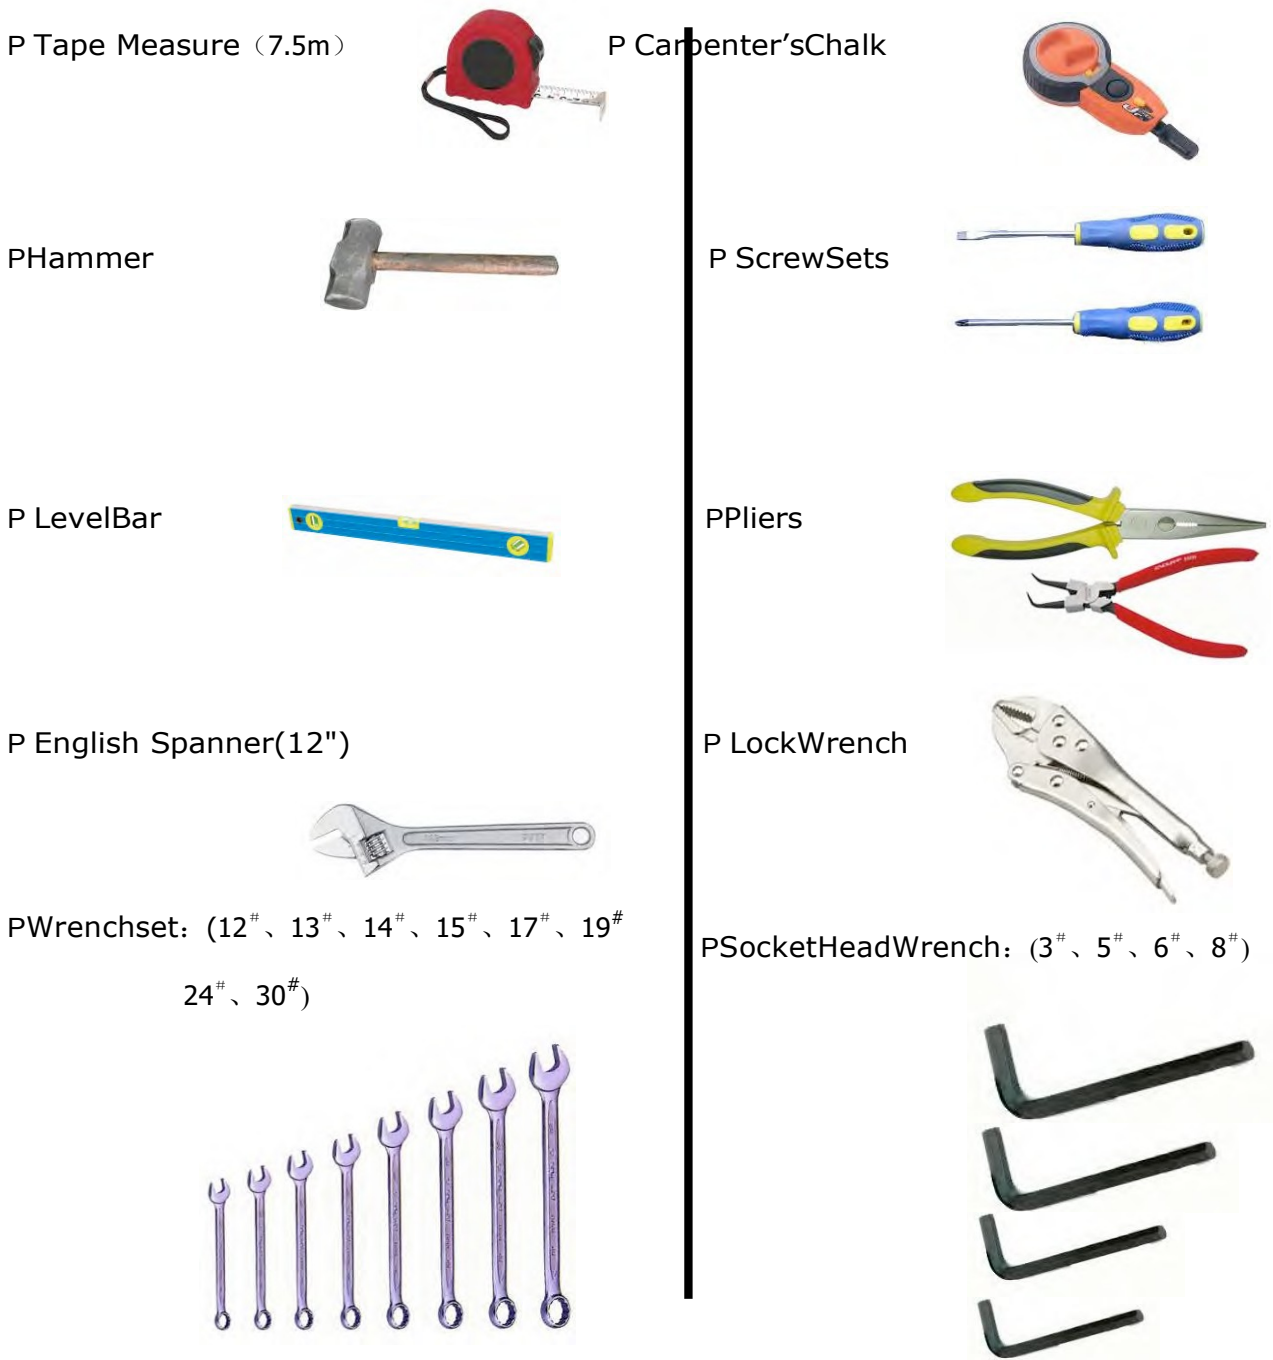 P Tape Measure（7.5m）
P Carpenter'sChalk
PHammer
P ScrewSets
P LevelBar
PPliers
P English Spanner(12")
P LockWrench
PWrenchset：(12#、13#、14#、15#、17#、19#
24#、30#)
PSocketHeadWrench：(3#、5#、6#、8#)